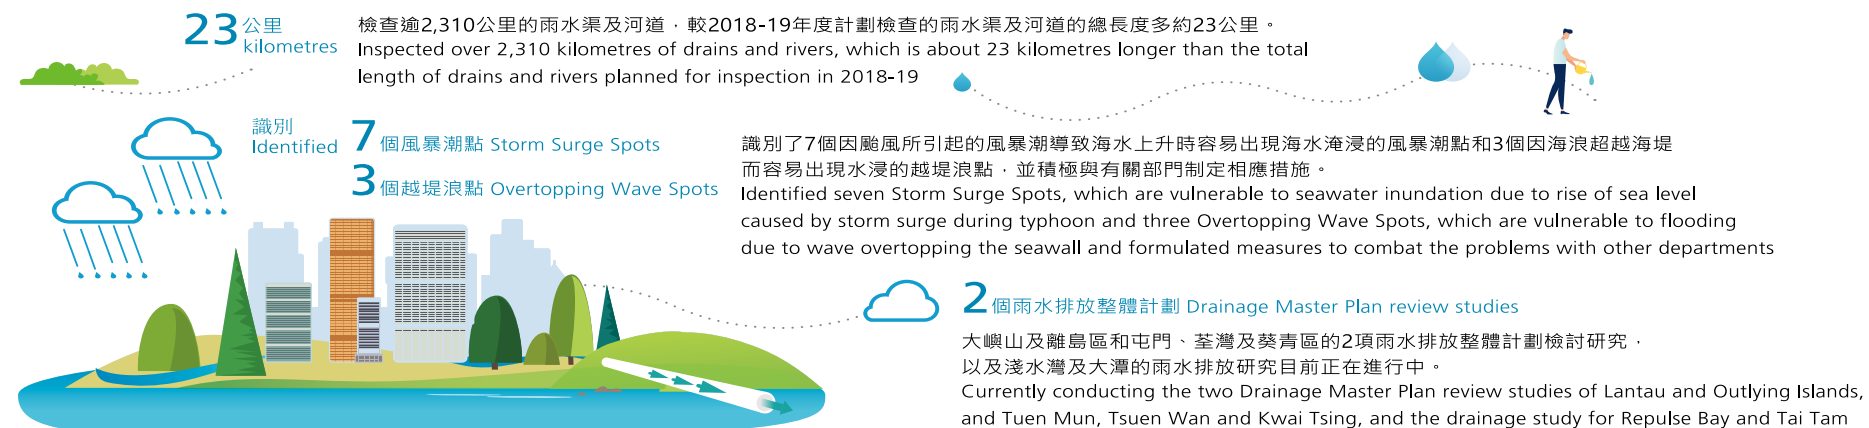 23 公里
kilometres
檢查逾2,310公里的雨水渠及河道，較2018-19年度計劃檢查的雨水渠及河道的總長度多約23公里。
Inspected over 2,310 kilometres of drains and rivers, which is about 23 kilometres longer than the total
length of drains and rivers planned for inspection in 2018-19
識別
Identified
7 個風暴潮點 Storm Surge Spots
3 個越堤浪點 Overtopping Wave Spots
識別了7個因颱風所引起的風暴潮導致海水上升時容易出現海水淹浸的風暴潮點和3個因海浪超越海堤
而容易出現水浸的越堤浪點，並積極與有關部門制定相應措施。
Identified seven Storm Surge Spots, which are vulnerable to seawater inundation due to rise of sea level
caused by storm surge during typhoon and three Overtopping Wave Spots, which are vulnerable to flooding
due to wave overtopping the seawall and formulated measures to combat the problems with other departments
2 個雨水排放整體計劃 Drainage Master Plan review studies
大嶼山及離島區和屯門、荃灣及葵青區的2項雨水排放整體計劃檢討研究，
以及淺水灣及大潭的雨水排放研究目前正在進行中。
Currently conducting the two Drainage Master Plan review studies of Lantau and Outlying Islands,
and Tuen Mun, Tsuen Wan and Kwai Tsing, and the drainage study for Repulse Bay and Tai Tam